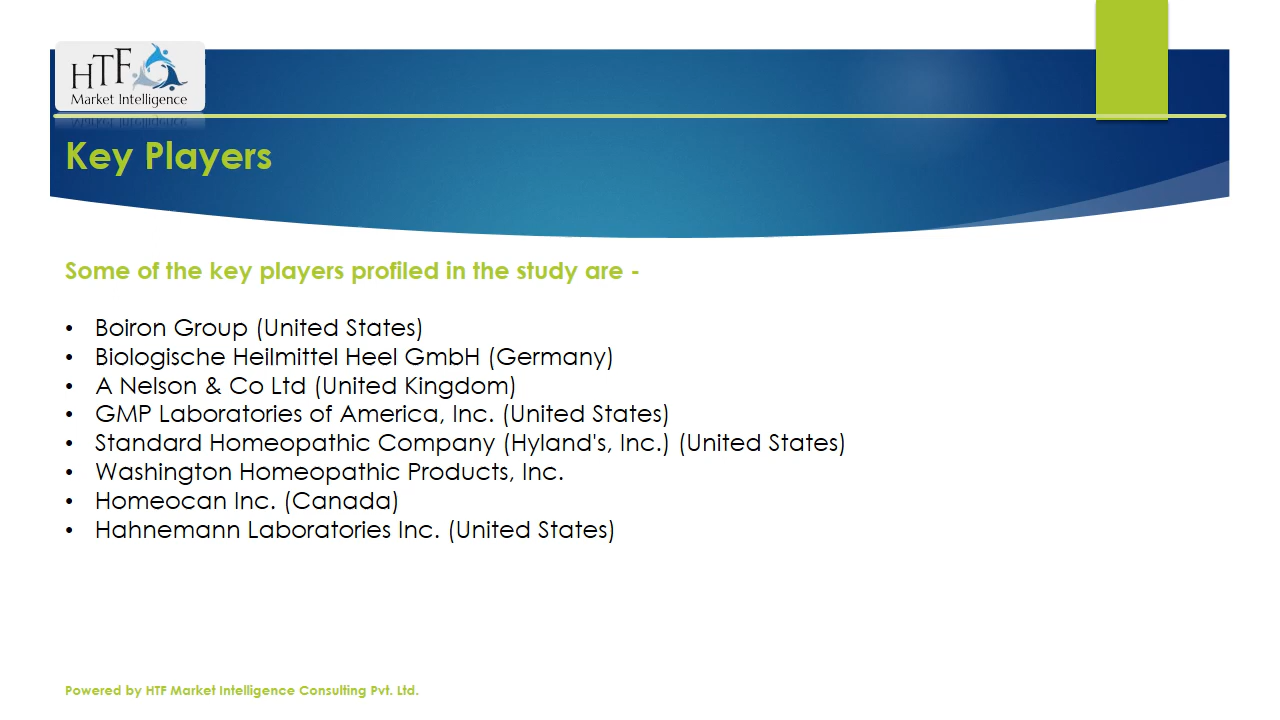 HTF
Market Intelligence
Key Players
Some of the key players profiled in the study are -
• Boiron Group (United States)
• Biologische Heilmittel Heel GmbH (Germany)
• A Nelson & Co Ltd (United Kingdom)
• GMP Laboratories of America, Inc. (United States)
• Standard Homeopathic Company (Hyland's, Inc.) (United States)
• Washington Homeopathic Products, Inc.
• Homeocan Inc. (Canada)
• Hahnemann Laboratories Inc. (United States)
Powered by HTF Market Intelligence Consulting Pvt. Ltd.